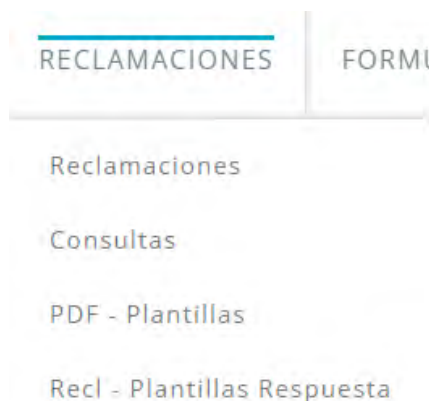 RECLAMACIONES
Reclamaciones
Consultas
PDF - Plantillas
Recl - Plantillas Respuesta